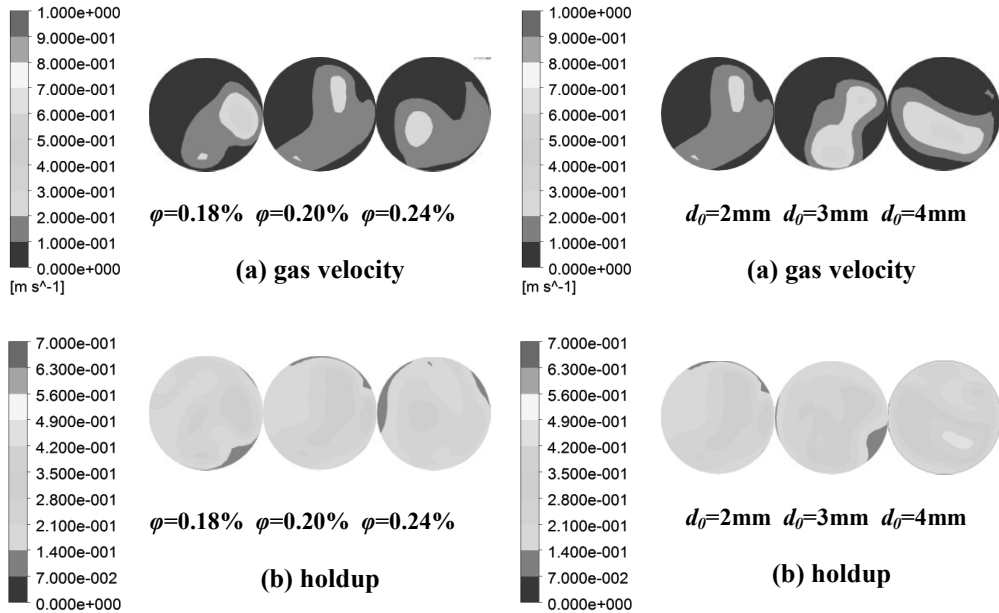 1.000e+000
9.000e-001
8.000e-001
7.000e-001
6.000e-001
5.000e-001
4.000e-001
3.000e-001
2.000e-001
1.000e-001
0.000e+000
[m s^-1]
φ=0.18% φ=0.20% φ=0.24%
(a) gas velocity
1.000e+000
9.000e-001
8.000e-001
7.000e-001
6.000e-001
5.000e-001
4.000e-001
3.000e-001
2.000e-001
1.000e-001
0.000e+000
[m s^-1]
d0=2mm d0=3mm d0=4mm
(a) gas velocity
7.000e-001
6.300e-001
5.600e-001
4.900e-001
4.200e-001
3.500e-001
2.800e-001
2.100e-001
1.400e-001
7.000e-002
0.000e+000
φ=0.18% φ=0.20% φ=0.24%
(b) holdup
7.000e-001
6.300e-001
5.600e-001
4.900e-001
4.200e-001
3.500e-001
2.800e-001
2.100e-001
1.400e-001
7.000e-002
0.000e+000
d0=2mm d0=3mm d0=4mm
(b) holdup